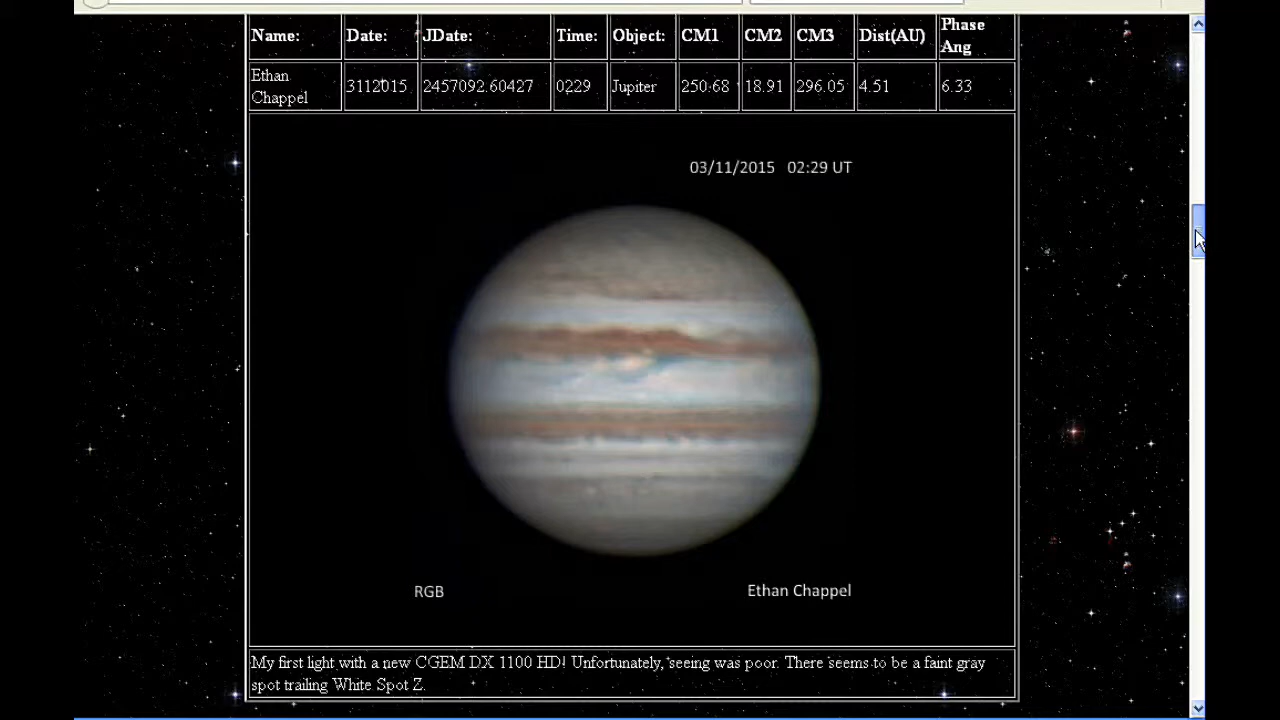 Name: Date: JDate: Time: Object: CM1 CM2 CM3 Dist(AU) Phase Ang
Ethan Chappel 3112015 2457092.60427 0229 Jupiter 250.68 18.91 296.05 4.51 6.33
03/11/2015 02:29 UT
RGB Ethan Chappel
My first light with a new CGEM DX 1100 HD! Unfortunately, seeing was poor. There seems to be a faint gray
spot trailing White Spot Z.